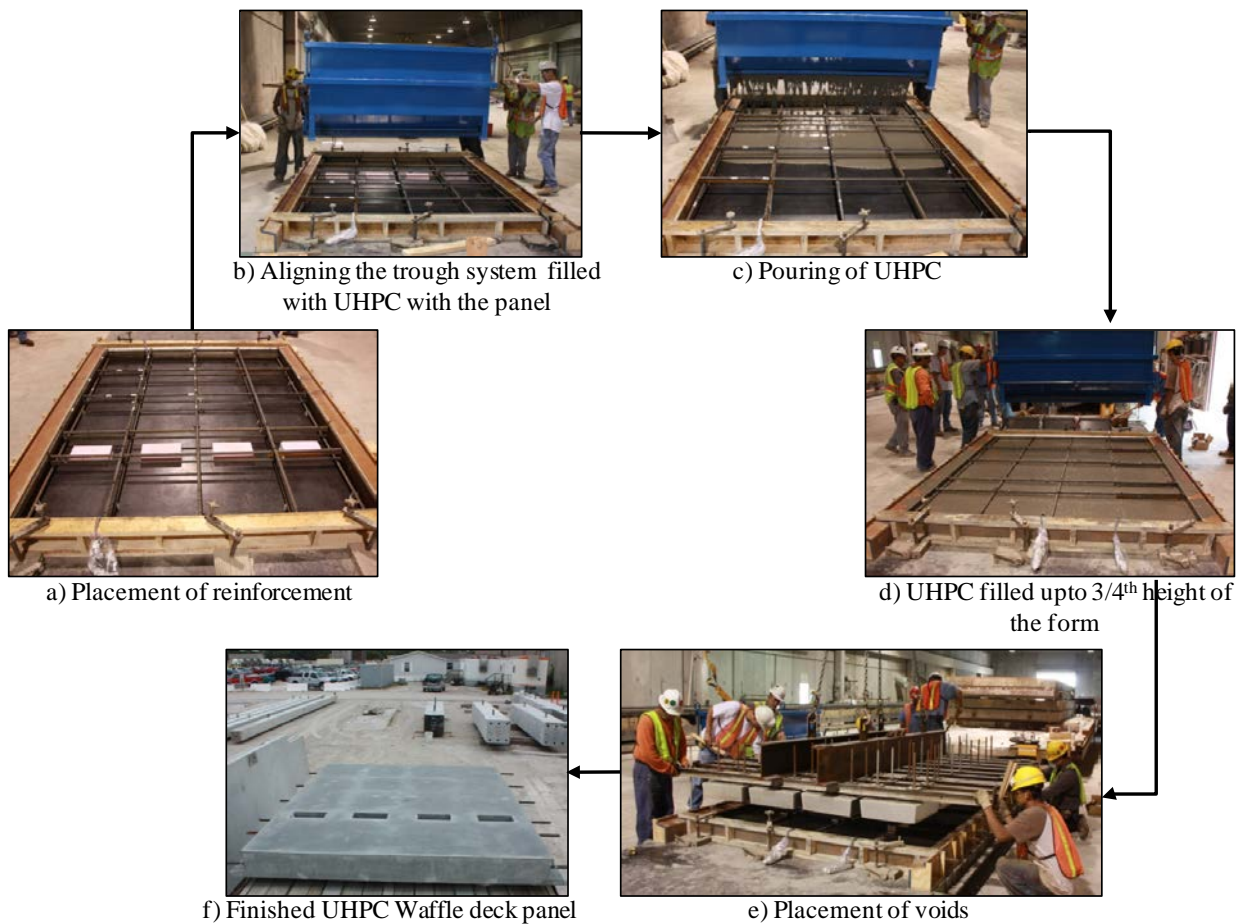 b) Aligning the trough system filled
with UHPC with the panel
c) Pouring of UHPC
a) Placement of reinforcement
d) UHPC filled upto 3/4th height of
the form
f) Finished UHPC Waffle deck panel
e) Placement of voids